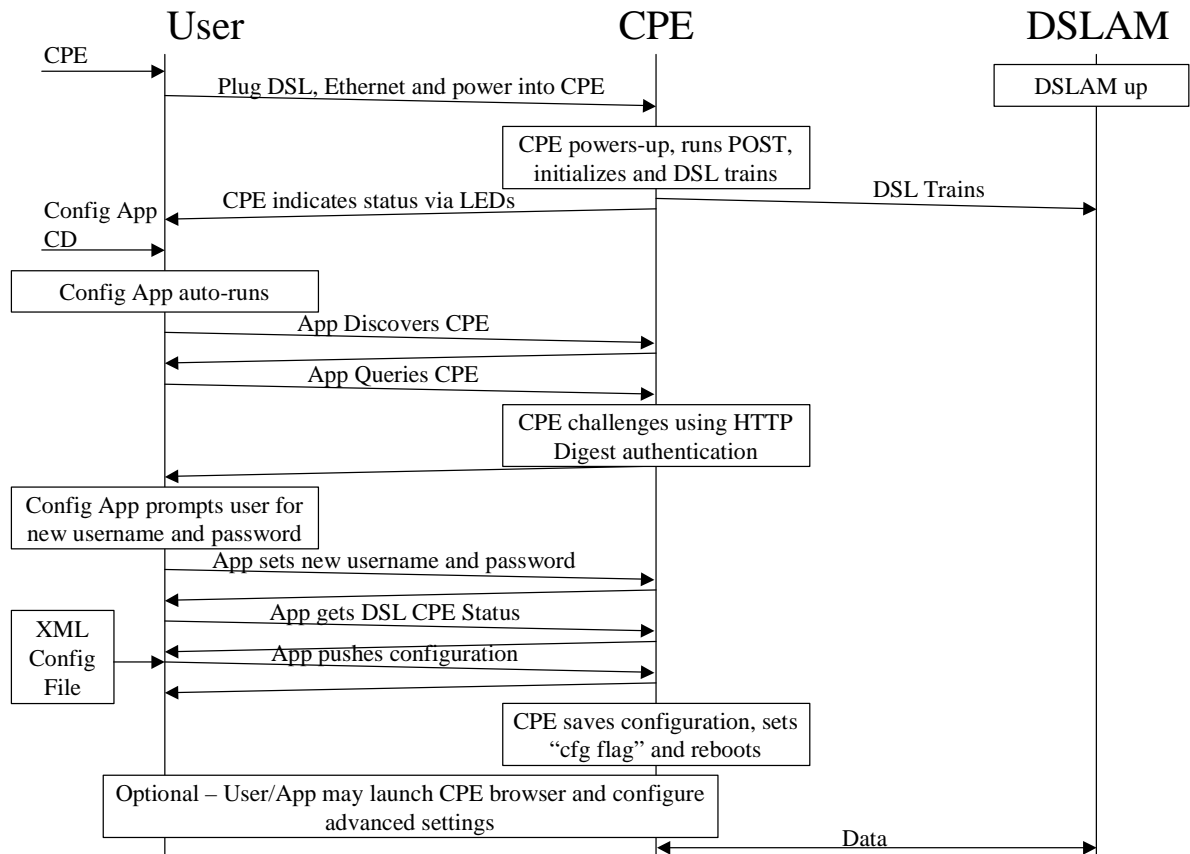 User
CPE
DSLAM
CPE
Plug DSL, Ethernet and power into CPE
DSLAM up
CPE powers-up, runs POST,
initializes and DSL trains
DSL Trains
CPE indicates status via LEDs
Config App
CD
Config App auto-runs
App Discovers CPE
App Queries CPE
CPE challenges using HTTP
Digest authentication
Config App prompts user for
new username and password
App sets new username and password
App gets DSL CPE Status
XML
Config
File
App pushes configuration
CPE saves configuration, sets
“cfg flag” and reboots
Optional – User/App may launch CPE browser and configure
advanced settings
Data